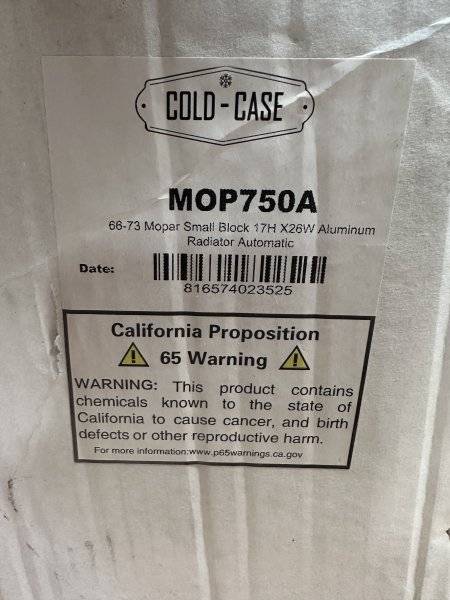 COLD-CASE
MOP750A
66-73 Mopar Small Block 17H X26W Aluminum
Radiator Automatic
Date:
816574023525
California Proposition
65 Warning
WARNING: This product contains
chemicals known to the state of
California to cause cancer, and birth
defects or other reproductive harm.
For more information:www.p65warnings.ca.gov